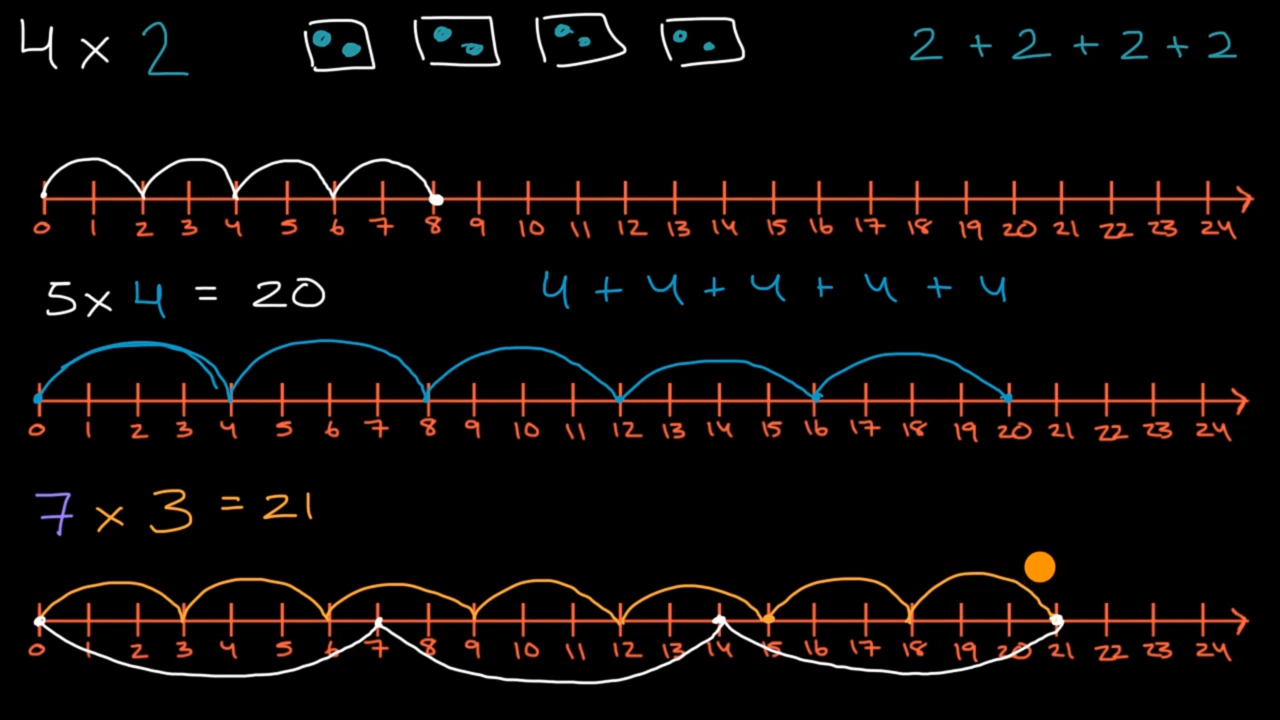 4 x 2 2 + 2 + 2 + 2
0 1 2 3 4 5 6 7 8 9 10 11 12 13 14 15 16 17 18 19 20 21 22 23 24
5 x 4 = 20 4 + 4 + 4 + 4 + 4
0 1 2 3 4 5 6 7 8 9 10 11 12 13 14 15 16 17 18 19 20 21 22 23 24
7 x 3 = 21
0 1 2 3 4 5 6 7 8 9 10 11 12 13 14 15 16 17 18 19 20 21 22 23 24